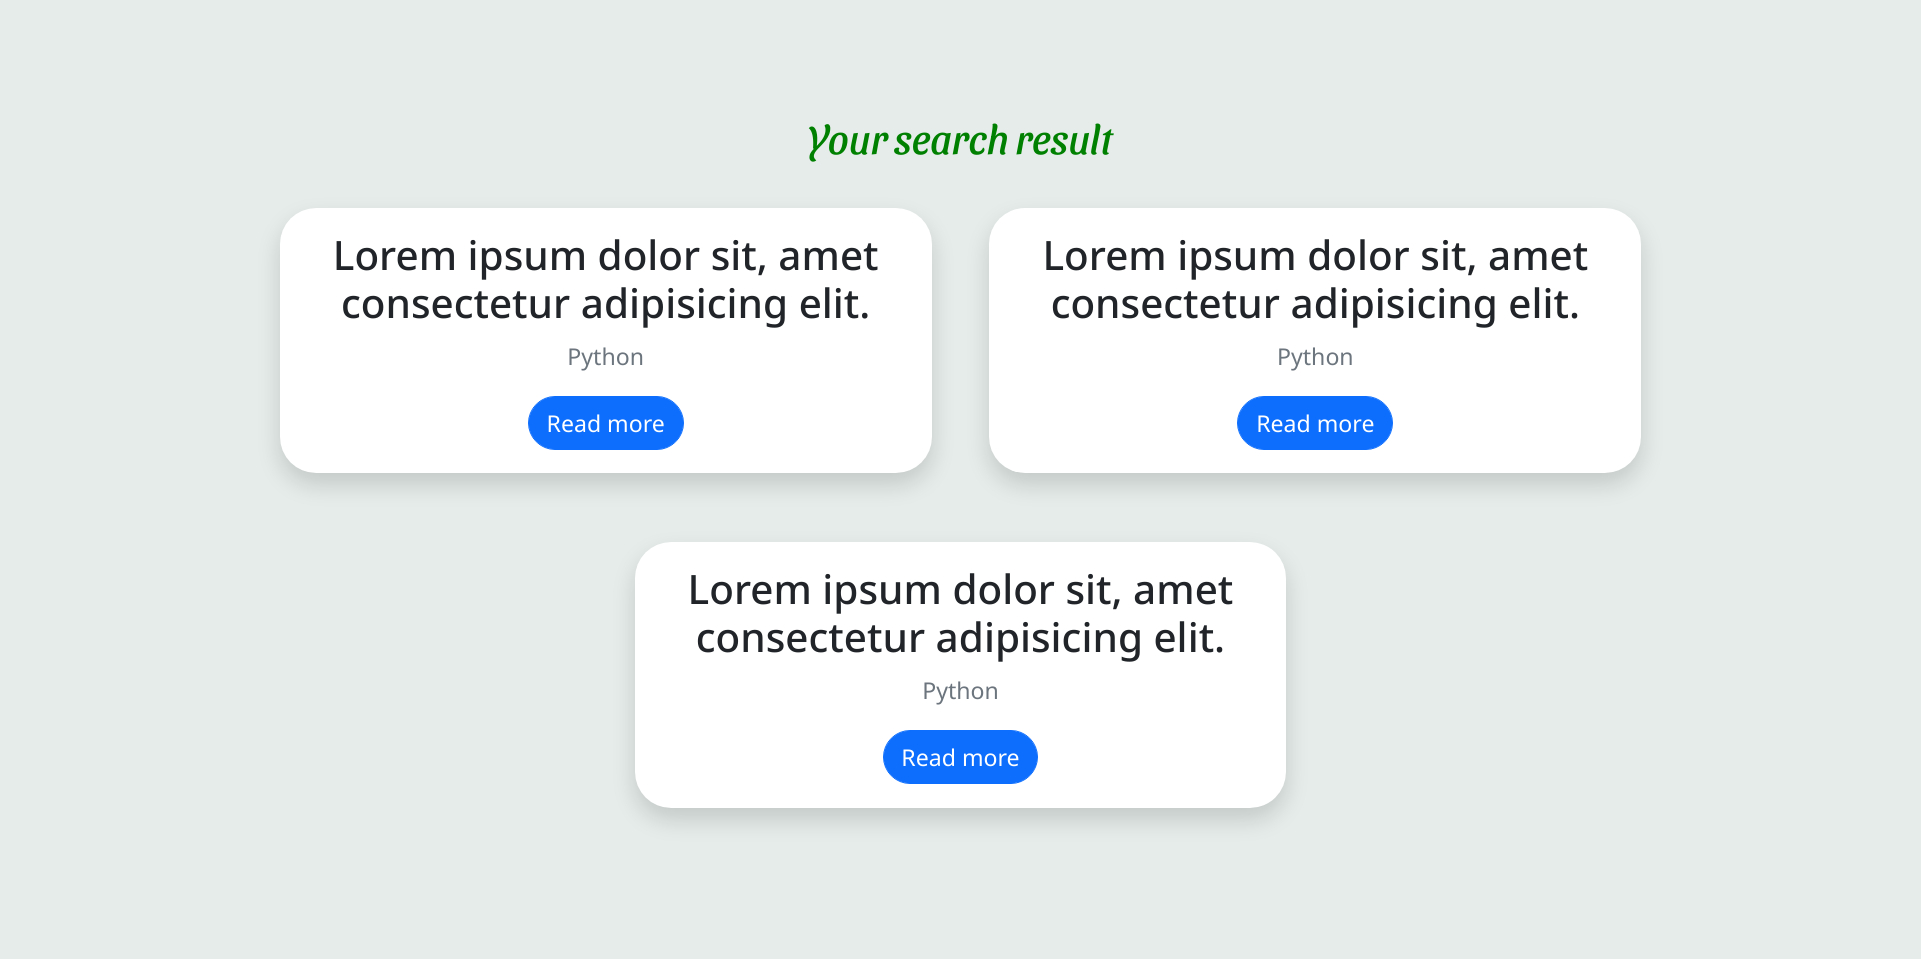 Your search result
Lorem ipsum dolor sit, amet
consectetur adipisicing elit.
Python
Read more
Lorem ipsum dolor sit, amet
consectetur adipisicing elit.
Python
Read more
Lorem ipsum dolor sit, amet
consectetur adipisicing elit.
Python
Read more